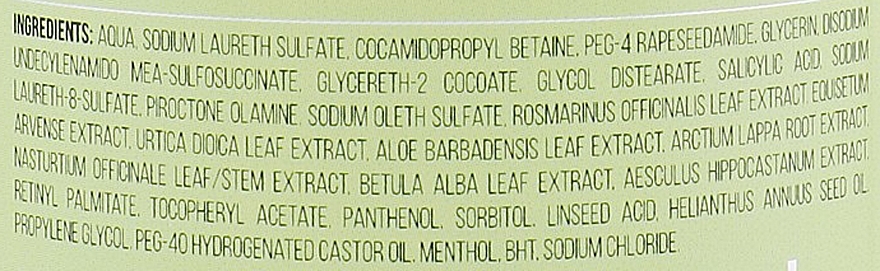 INGREDIENTS: AQUA, SODIUM LAURETH SULFATE, COCAMIDOPROPYL BETAINE, PEG-4 RAPESEEDAMIDE, GLYCERIN, DISODIUM
UNDECYLENAMIDO MEA-SULFOSUCCINATE, GLYCERETH-2 COCOATE, GLYCOL DISTEARATE, SALICYLIC ACID, SODIUM
LAURETH-8-SULFATE, PIROCTONE OLAMINE, SODIUM OLETH SULFATE, ROSMARINUS OFFICINALIS LEAF EXTRACT, EQUISETUM
ARVENSE EXTRACT, URTICA DIOICA LEAF EXTRACT, ALOE BARBADENSIS LEAF EXTRACT, ARCTIUM LAPPA ROOT EXTRACT,
NASTURTIUM OFFICINALE LEAF/STEM EXTRACT, BETULA ALBA LEAF EXTRACT, AESCULUS HIPPOCASTANUM EXTRACT,
RETINYL PALMITATE, TOCOPHERYL ACETATE, PANTHENOL, SORBITOL, LINSEED ACID, HELIANTHUS ANNUUS SEED OIL,
PROPYLENE GLYCOL, PEG-40 HYDROGENATED CASTOR OIL, MENTHOL, BHT, SODIUM CHLORIDE.